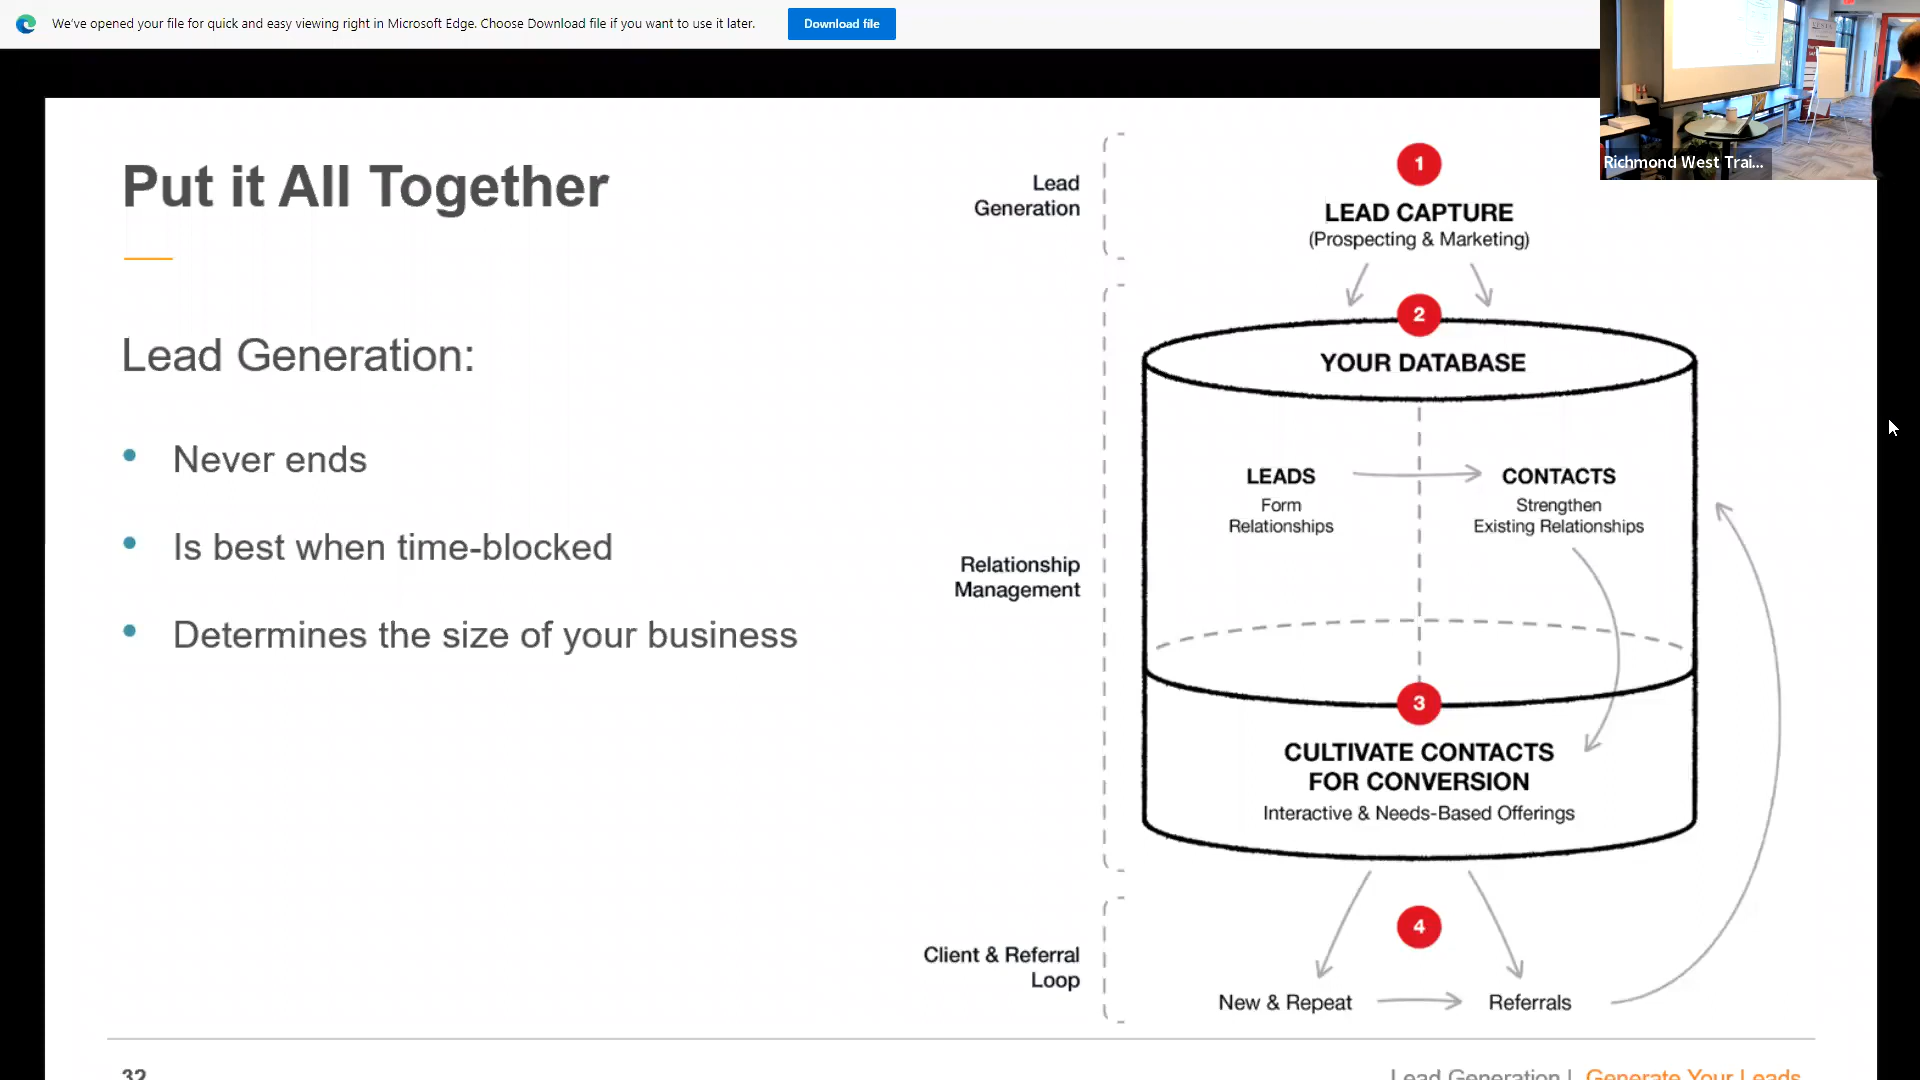 We've opened your file for quick and easy viewing right in Microsoft Edge. Choose Download file if you want to use it later.
Download file
Richmond West Trai...
Put it All Together
Lead Generation:
Never ends
Is best when time-blocked
Determines the size of your business
Lead
Generation
1
LEAD CAPTURE
(Prospecting & Marketing)
2
YOUR DATABASE
LEADS
Form
Relationships
CONTACTS
Strengthen
Existing Relationships
Relationship
Management
3
CULTIVATE CONTACTS
FOR CONVERSION
Interactive & Needs-Based Offerings
4
Client & Referral
Loop
New & Repeat
Referrals
32
Lead Generation | Generate Your Leads